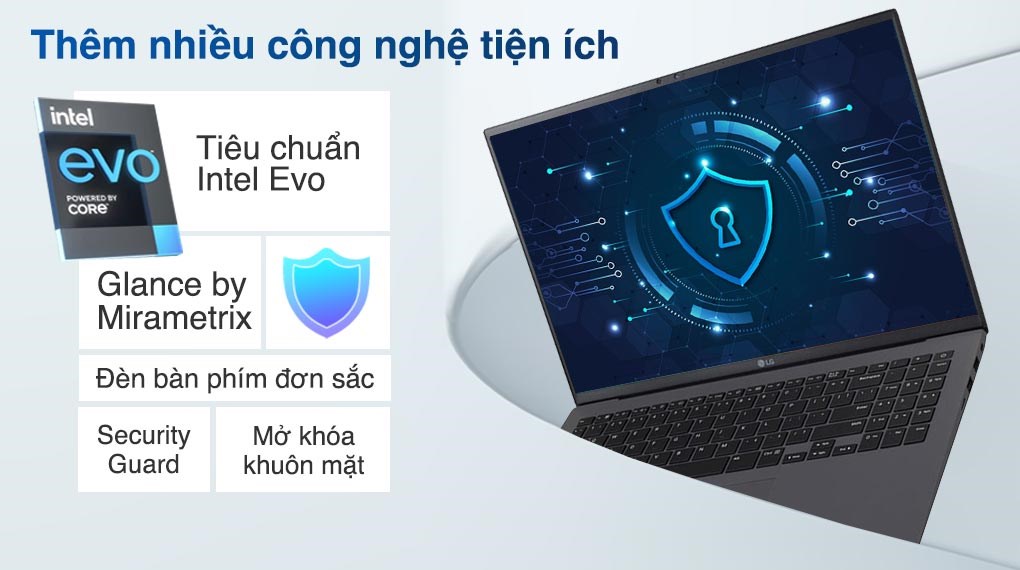 Thêm nhiều công nghệ tiện ích
intel
evo
POWERED BY
CORE
Tiêu chuẩn
Intel Evo
Glance by
Mirametrix
Đèn bàn phím đơn sắc
Security
Guard
Mở khóa
khuôn mặt
LG